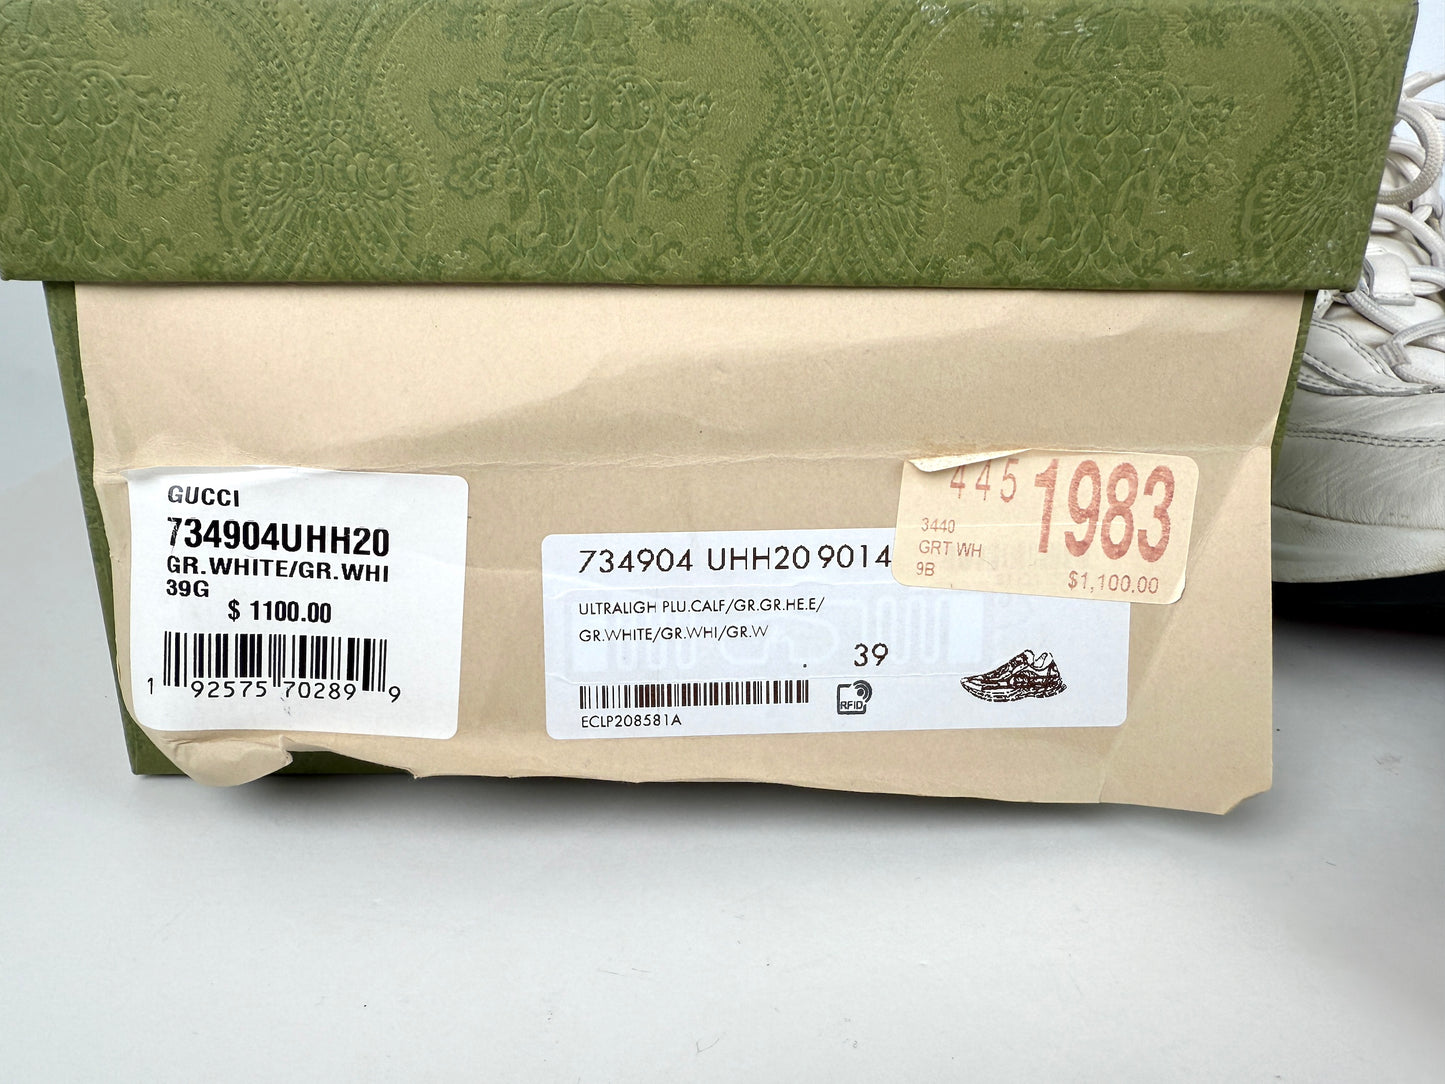 GUCCI
734904UHH20
GR.WHITE/GR.WHI
39G
$ 1100.00
1 92575 70289 9
734904 UHH20 9014
ULTRALIGH PLU.CALF/GR.GR.HE.E/
GR.WHITE/GR.WHI/GR.W
39
ECLP208581A
RFID
445 1983
3440
GRT WH
9B
$1,100.00